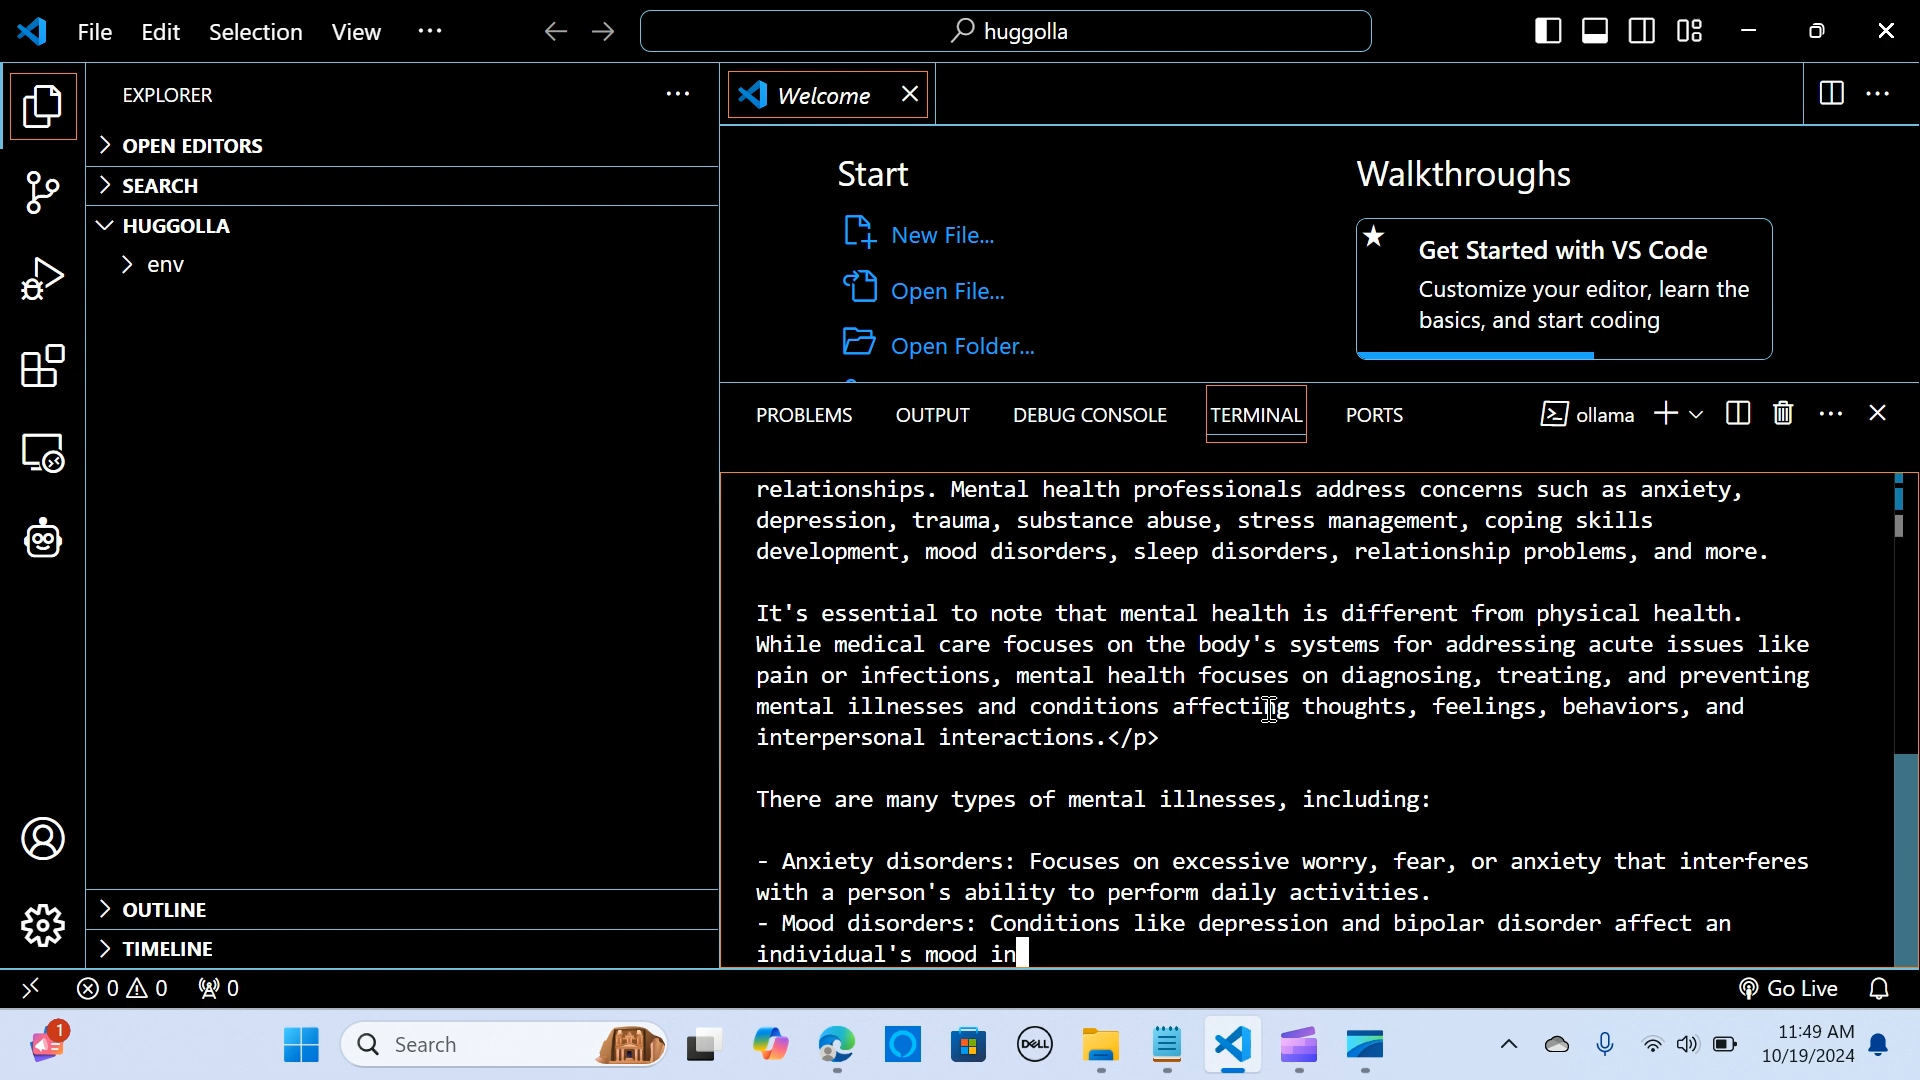 File Edit Selection View ··· huggolla
EXPLORER
OPEN EDITORS
SEARCH
HUGGOLLA
env
OUTLINE
TIMELINE
Welcome
Start
New File...
Open File...
Open Folder...
Walkthroughs
Get Started with VS Code
Customize your editor, learn the
basics, and start coding
PROBLEMS OUTPUT DEBUG CONSOLE TERMINAL PORTS ollama
relationships. Mental health professionals address concerns such as anxiety,
depression, trauma, substance abuse, stress management, coping skills
development, mood disorders, sleep disorders, relationship problems, and more.
It's essential to note that mental health is different from physical health.
While medical care focuses on the body's systems for addressing acute issues like
pain or infections, mental health focuses on diagnosing, treating, and preventing
mental illnesses and conditions affecting thoughts, feelings, behaviors, and
interpersonal interactions.</p>
There are many types of mental illnesses, including:
- Anxiety disorders: Focuses on excessive worry, fear, or anxiety that interferes
with a person's ability to perform daily activities.
- Mood disorders: Conditions like depression and bipolar disorder affect an
individual's mood in
0 0 0 Go Live
1 Search DELL 11:49 AM
10/19/2024